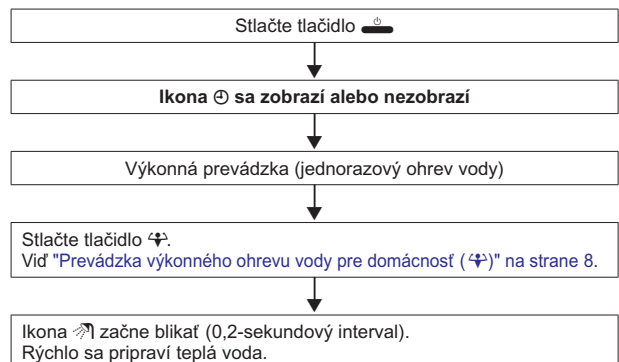 Stlačte tlačidlo
Ikona sa zobrazí alebo nezobrazí
Výkonná prevádzka (jednorazový ohrev vody)
Stlačte tlačidlo .
Viď "Prevádzka výkonného ohrevu vody pre domácnosť ( )" na strane 8.
Ikona začne blikať (0,2-sekundový interval).
Rýchlo sa pripraví teplá voda.